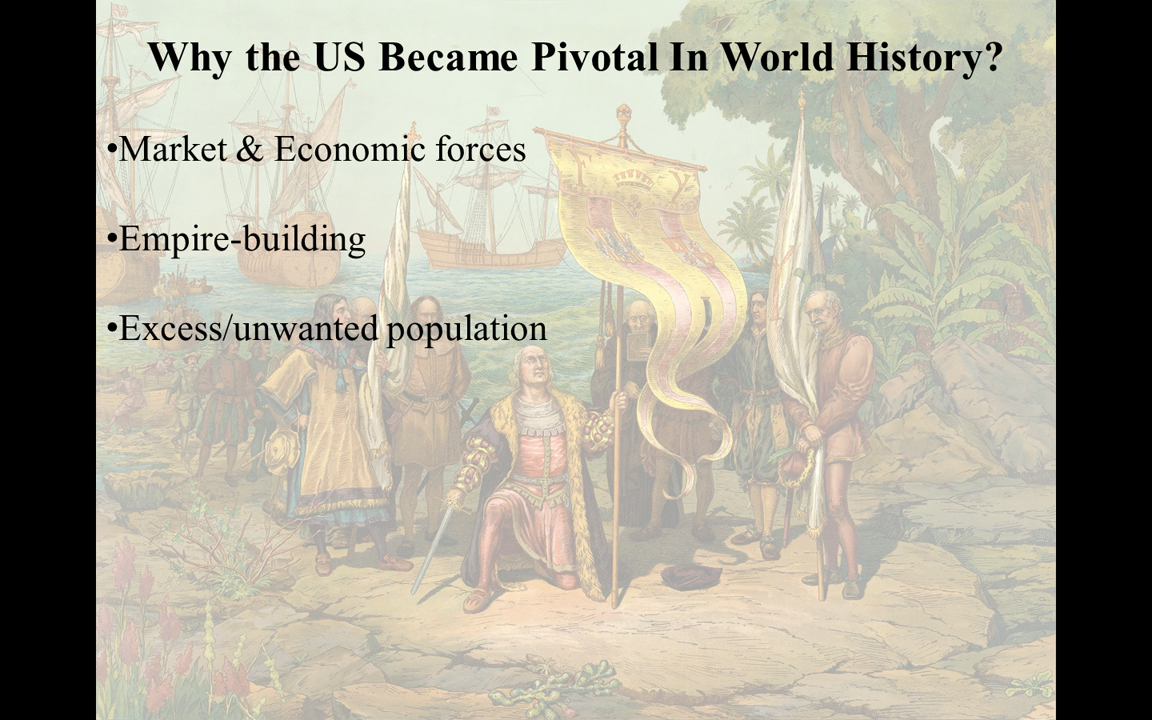 Why the US Became Pivotal In World History?
•Market & Economic forces
•Empire-building
•Excess/unwanted population
F Y